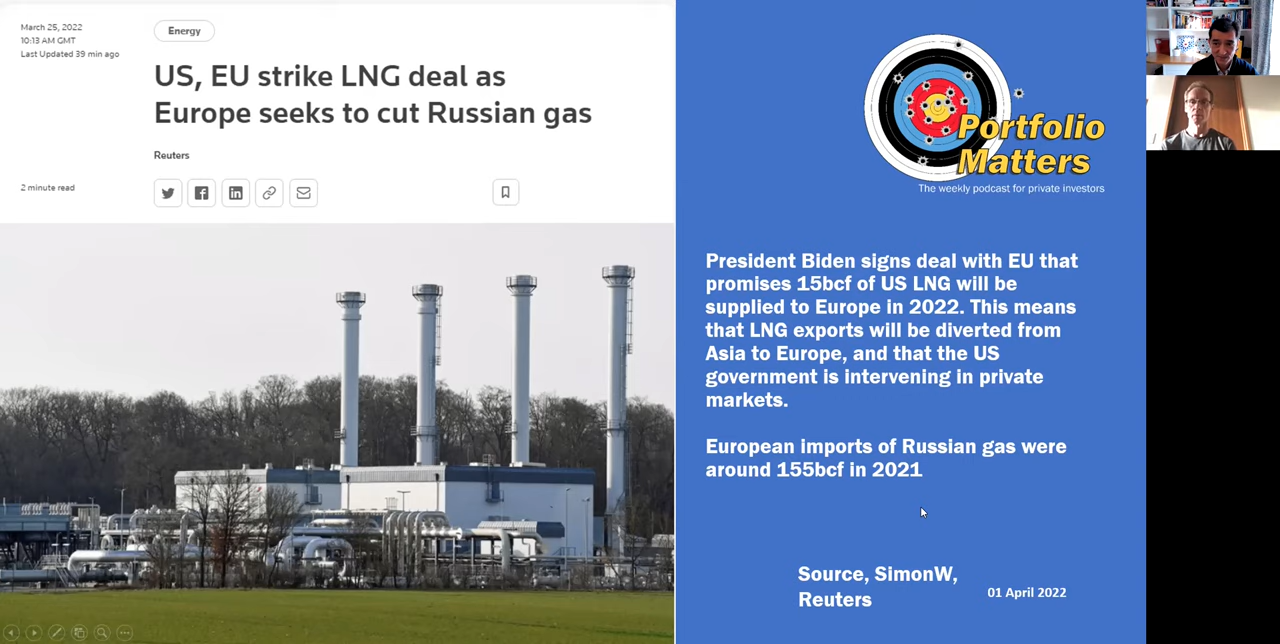 March 25, 2022
10:13 AM GMT
Last Updated 39 min ago
Energy
US, EU strike LNG deal as
Europe seeks to cut Russian gas
Reuters
2 minute read
Portfolio
Matters
The weekly podcast for private investors
President Biden signs deal with EU that
promises 15bcf of US LNG will be
supplied to Europe in 2022. This means
that LNG exports will be diverted from
Asia to Europe, and that the US
government is intervening in private
markets.
European imports of Russian gas were
around 155bcf in 2021
Source, SimonW,
Reuters
01 April 2022